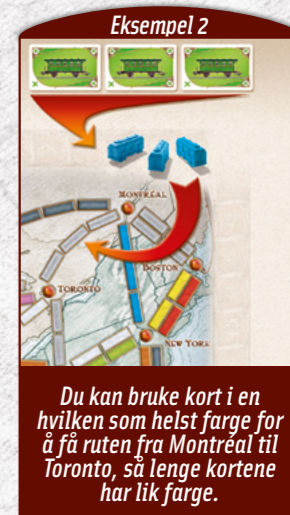 Eksempel 2
MONTRÉAL
BOSTON
TORONTO
NEW YORK
Du kan bruke kort i en
hvilken som helst farge for
å få ruten fra Montréal til
Toronto, så lenge kortene
har lik farge.